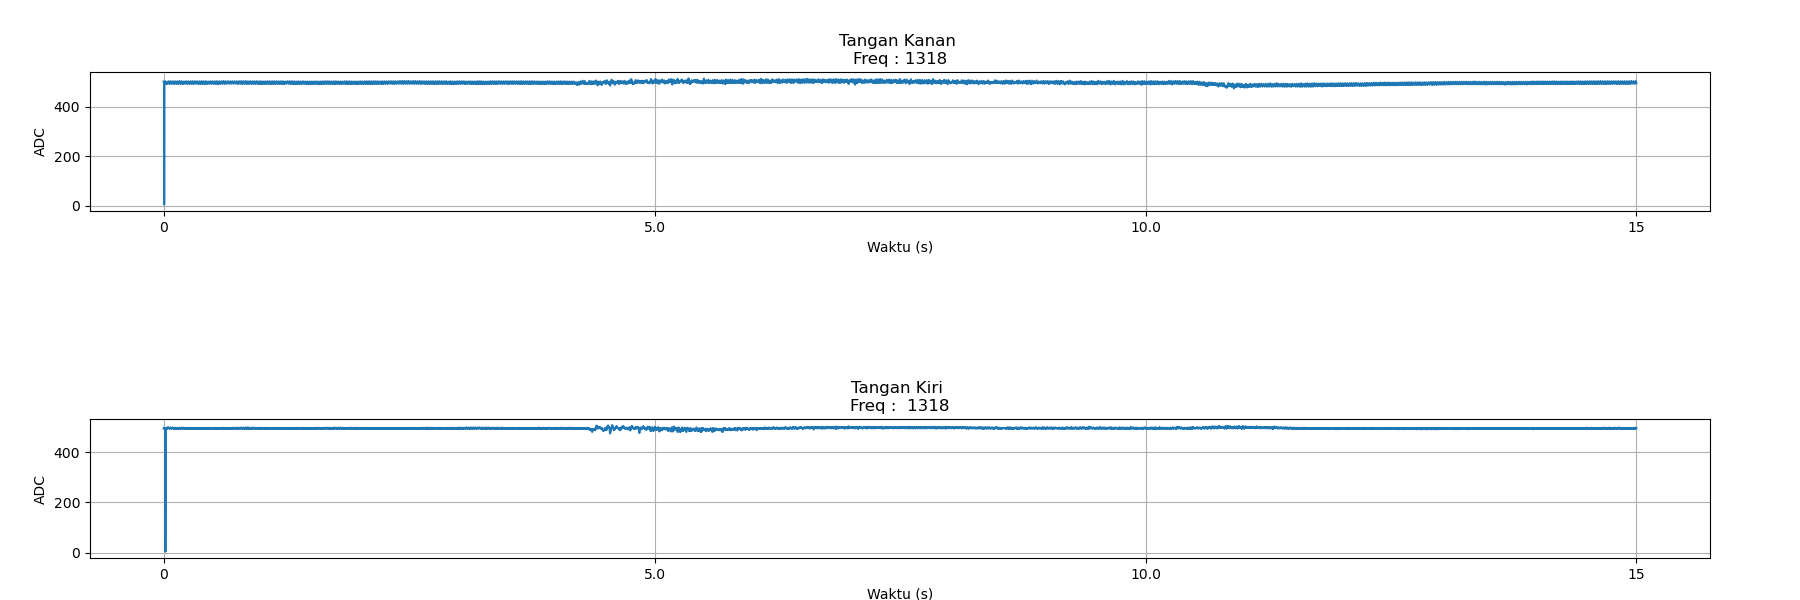 Tangan Kanan
Freq : 1318
400
200
0
ADC
0 5.0 10.0 15
Waktu (s)
Tangan Kiri
Freq :  1318
400
200
0
ADC
0 5.0 10.0 15
Waktu (s)